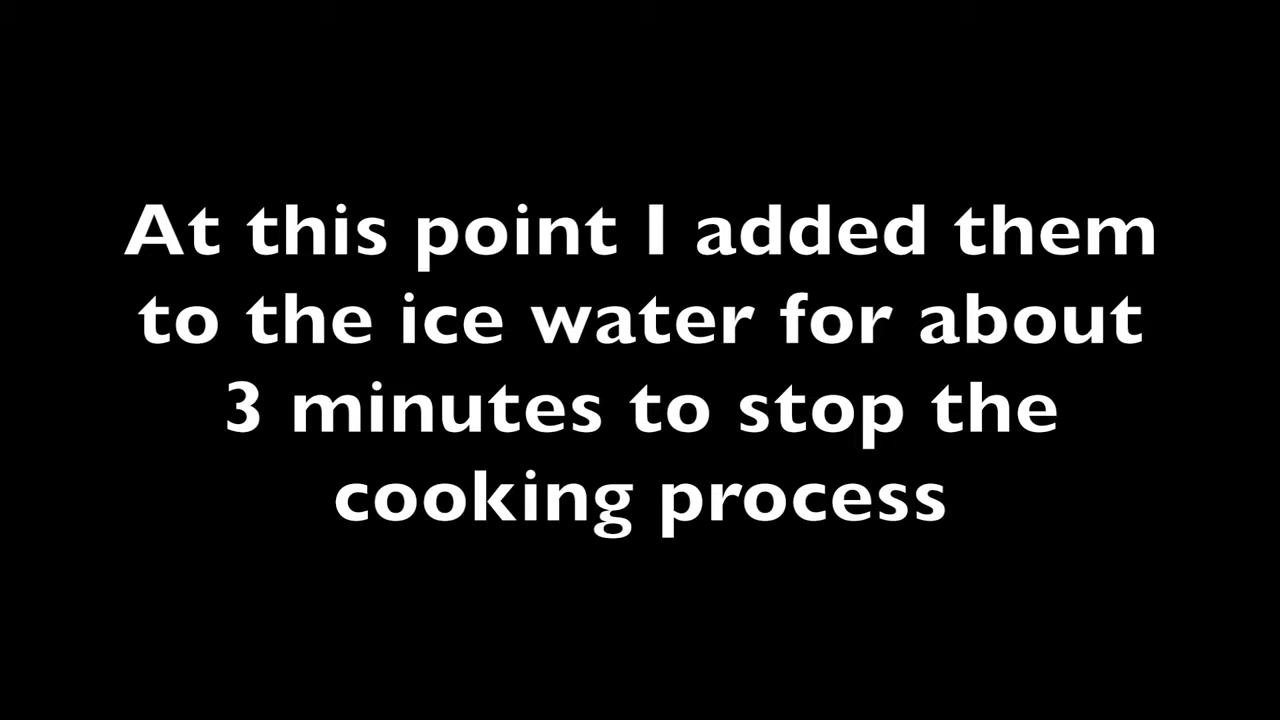 At this point I added them
to the ice water for about
3 minutes to stop the
cooking process